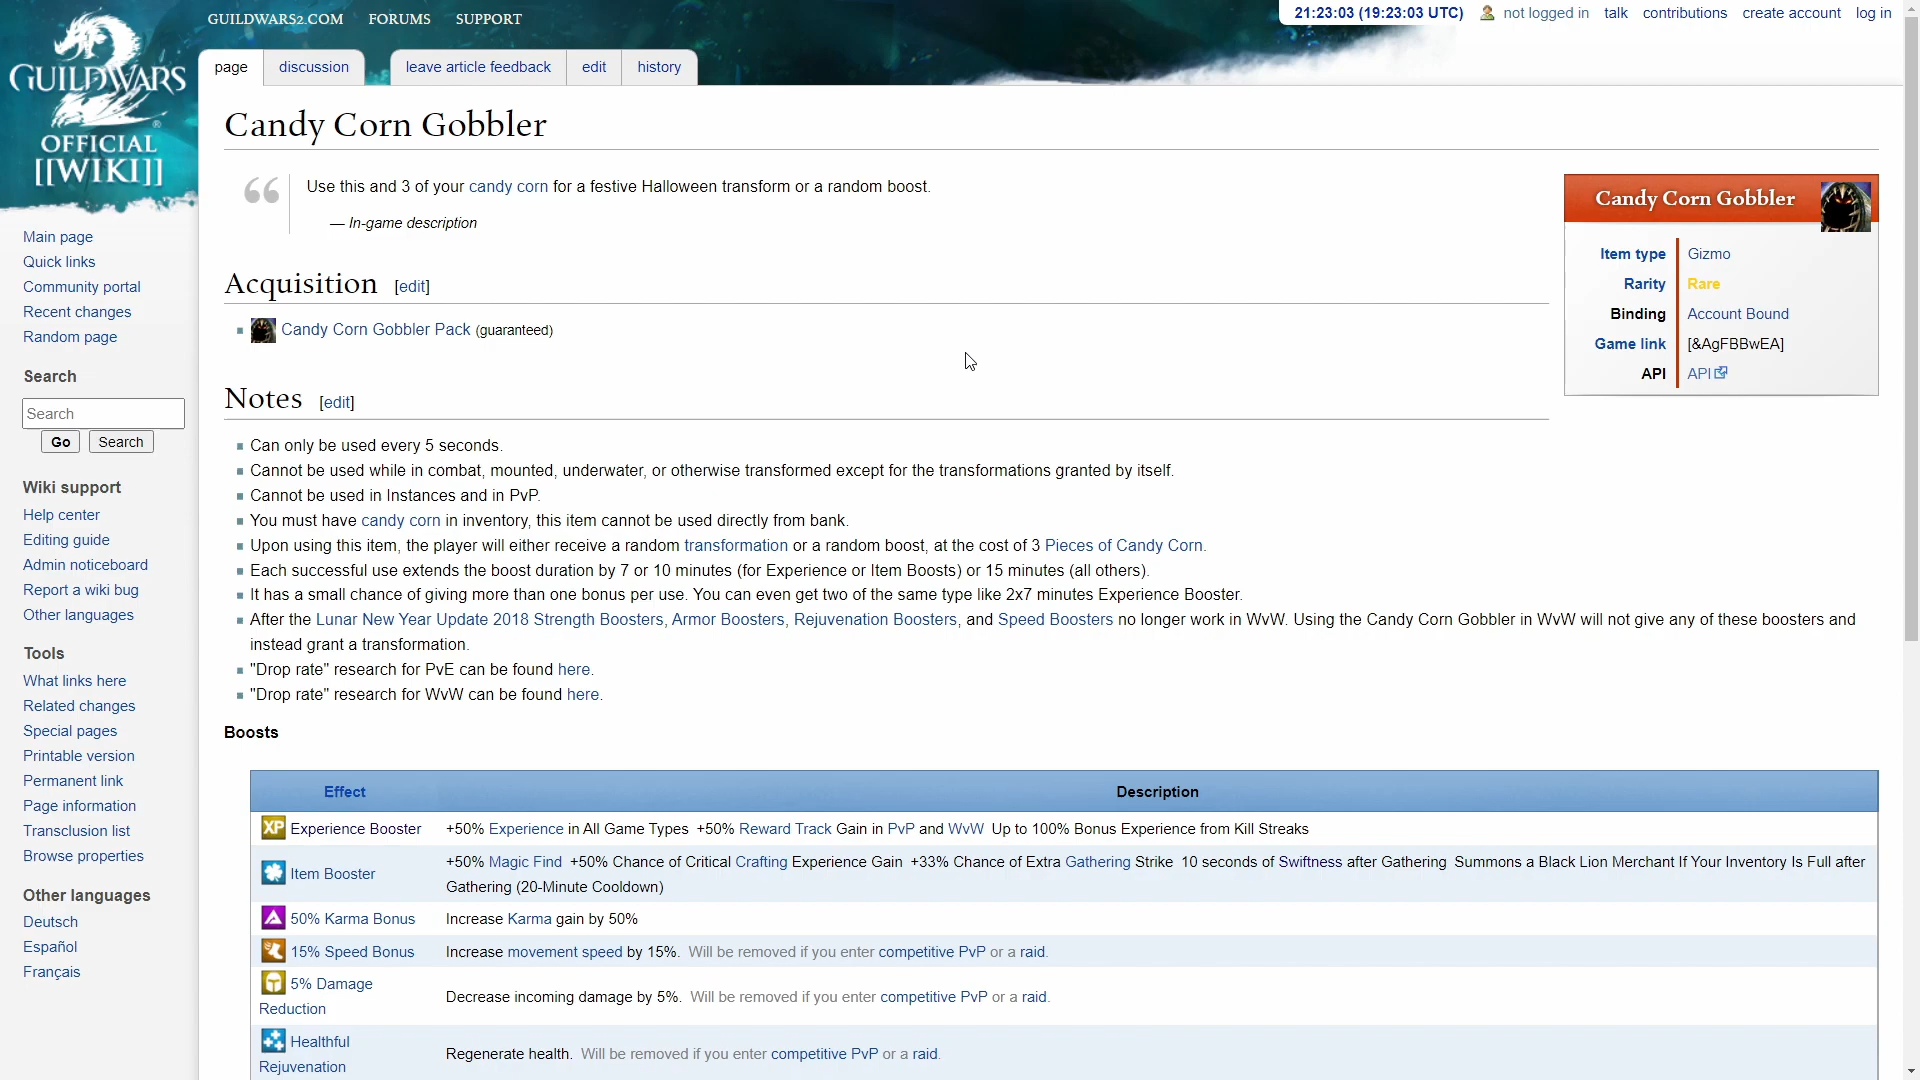 GUILDWARS2.COM FORUMS SUPPORT
21:23:03 (19:23:03 UTC) not logged in talk contributions create account log in
GUILDWARS
OFFICIAL
[[WIKI]]
page discussion leave article feedback edit history
Candy Corn Gobbler
Use this and 3 of your candy corn for a festive Halloween transform or a random boost.
— In-game description
Candy Corn Gobbler
Item type Gizmo
Rarity Rare
Binding Account Bound
Game link [&AgFBBwEA]
API API
Acquisition [edit]
Candy Corn Gobbler Pack (guaranteed)
Notes [edit]
Can only be used every 5 seconds.
Cannot be used while in combat, mounted, underwater, or otherwise transformed except for the transformations granted by itself.
Cannot be used in Instances and in PvP.
You must have candy corn in inventory, this item cannot be used directly from bank.
Upon using this item, the player will either receive a random transformation or a random boost, at the cost of 3 Pieces of Candy Corn.
Each successful use extends the boost duration by 7 or 10 minutes (for Experience or Item Boosts) or 15 minutes (all others).
It has a small chance of giving more than one bonus per use. You can even get two of the same type like 2x7 minutes Experience Booster.
After the Lunar New Year Update 2018 Strength Boosters, Armor Boosters, Rejuvenation Boosters, and Speed Boosters no longer work in WvW. Using the Candy Corn Gobbler in WvW will not give any of these boosters and
instead grant a transformation.
"Drop rate" research for PvE can be found here.
"Drop rate" research for WvW can be found here.
Boosts
Effect Description
XP Experience Booster +50% Experience in All Game Types +50% Reward Track Gain in PvP and WvW Up to 100% Bonus Experience from Kill Streaks
Item Booster +50% Magic Find +50% Chance of Critical Crafting Experience Gain +33% Chance of Extra Gathering Strike 10 seconds of Swiftness after Gathering Summons a Black Lion Merchant If Your Inventory Is Full after
Gathering (20-Minute Cooldown)
50% Karma Bonus Increase Karma gain by 50%
15% Speed Bonus Increase movement speed by 15%. Will be removed if you enter competitive PvP or a raid.
5% Damage
Reduction
Decrease incoming damage by 5%. Will be removed if you enter competitive PvP or a raid.
Healthful
Rejuvenation
Regenerate health. Will be removed if you enter competitive PvP or a raid.
Main page
Quick links
Community portal
Recent changes
Random page
Search
Search
Go Search
Wiki support
Help center
Editing guide
Admin noticeboard
Report a wiki bug
Other languages
Tools
What links here
Related changes
Special pages
Printable version
Permanent link
Page information
Transclusion list
Browse properties
Other languages
Deutsch
Español
Français